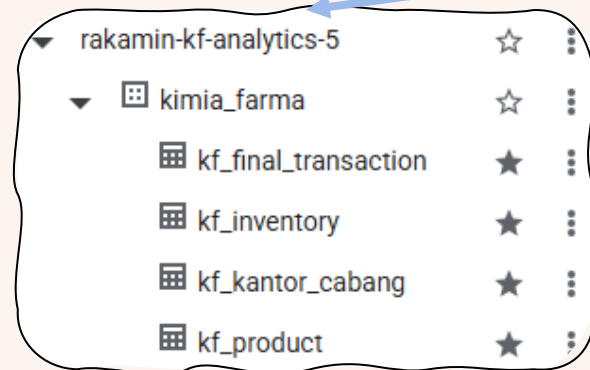 rakamin-kf-analytics-5
kimia_farma
kf_final_transaction
kf_inventory
kf_kantor_cabang
kf_product